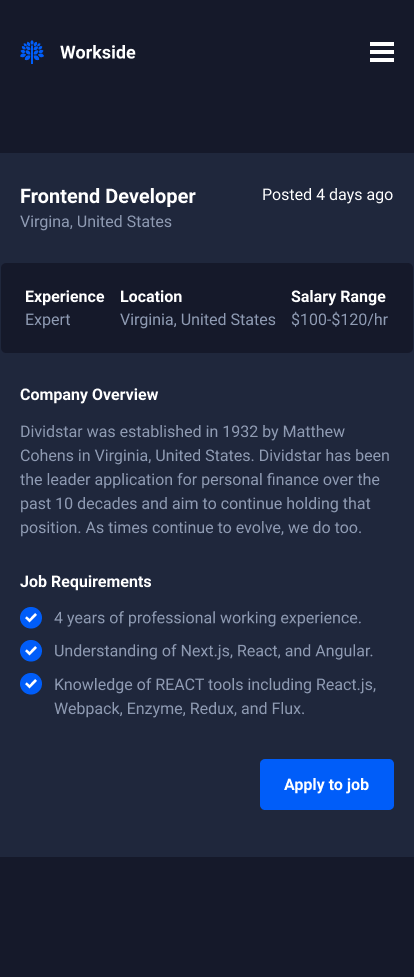 Workside
Frontend Developer
Posted 4 days ago
Virgina, United States
Experience
Location
Salary Range
Expert
Virginia, United States
$100-$120/hr
Company Overview
Dividstar was established in 1932 by Matthew
Cohens in Virginia, United States. Dividstar has been
the leader application for personal finance over the
past 10 decades and aim to continue holding that
position. As times continue to evolve, we do too.
Job Requirements
4 years of professional working experience.
Understanding of Next.js, React, and Angular.
Knowledge of REACT tools including React.js,
Webpack, Enzyme, Redux, and Flux.
Apply to job